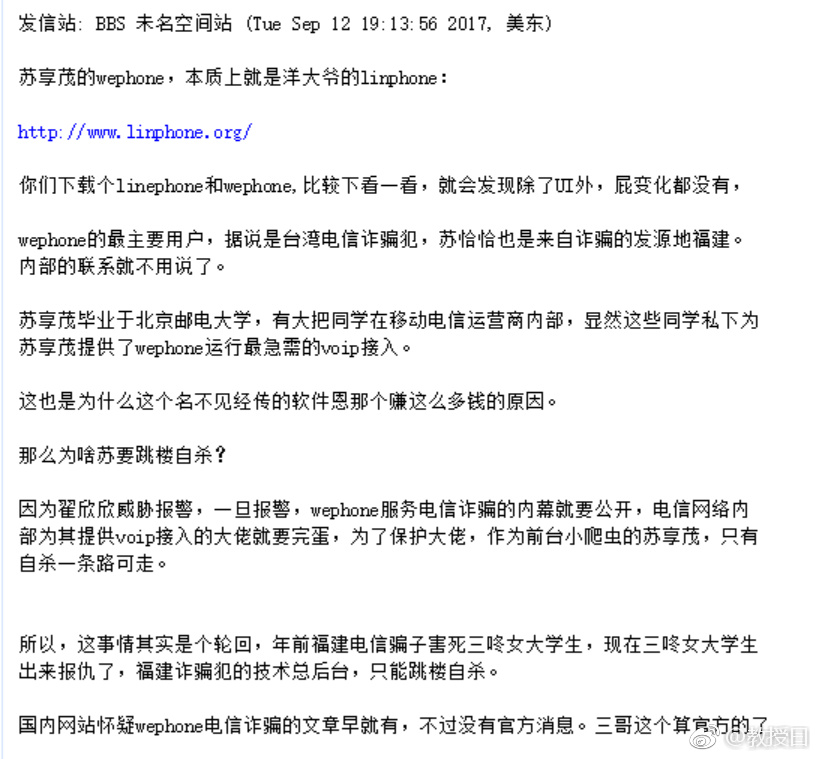 发信站: BBS 未名空间站 (Tue Sep 12 19:13:56 2017, 美东)
苏享茂的wephone，本质上就是洋大爷的linphone：
http://www.linphone.org/
你们下载个linephone和wephone,比较下看一看，就会发现除了UI外，屁变化都没有，
wephone的最主要用户，据说是台湾电信诈骗犯，苏恰恰也是来自诈骗的发源地福建。
内部的联系就不用说了。
苏享茂毕业于北京邮电大学，有大把同学在移动电信运营商内部，显然这些同学私下为
苏享茂提供了wephone运行最急需的voip接入。
这也是为什么这个名不见经传的软件恩那个赚这么多钱的原因。
那么为啥苏要跳楼自杀？
因为翟欣欣威胁报警，一旦报警，wephone服务电信诈骗的内幕就要公开，电信网络内
部为其提供voip接入的大佬就要完蛋，为了保护大佬，作为前台小爬虫的苏享茂，只有
自杀一条路可走。
所以，这事情其实是个轮回，年前福建电信骗子害死三咚女大学生，现在三咚女大学生
出来报仇了，福建诈骗犯的技术总后台，只能跳楼自杀。
国内网站怀疑wephone电信诈骗的文章早就有，不过没有官方消息。三哥这个算官方的了
@教授曰